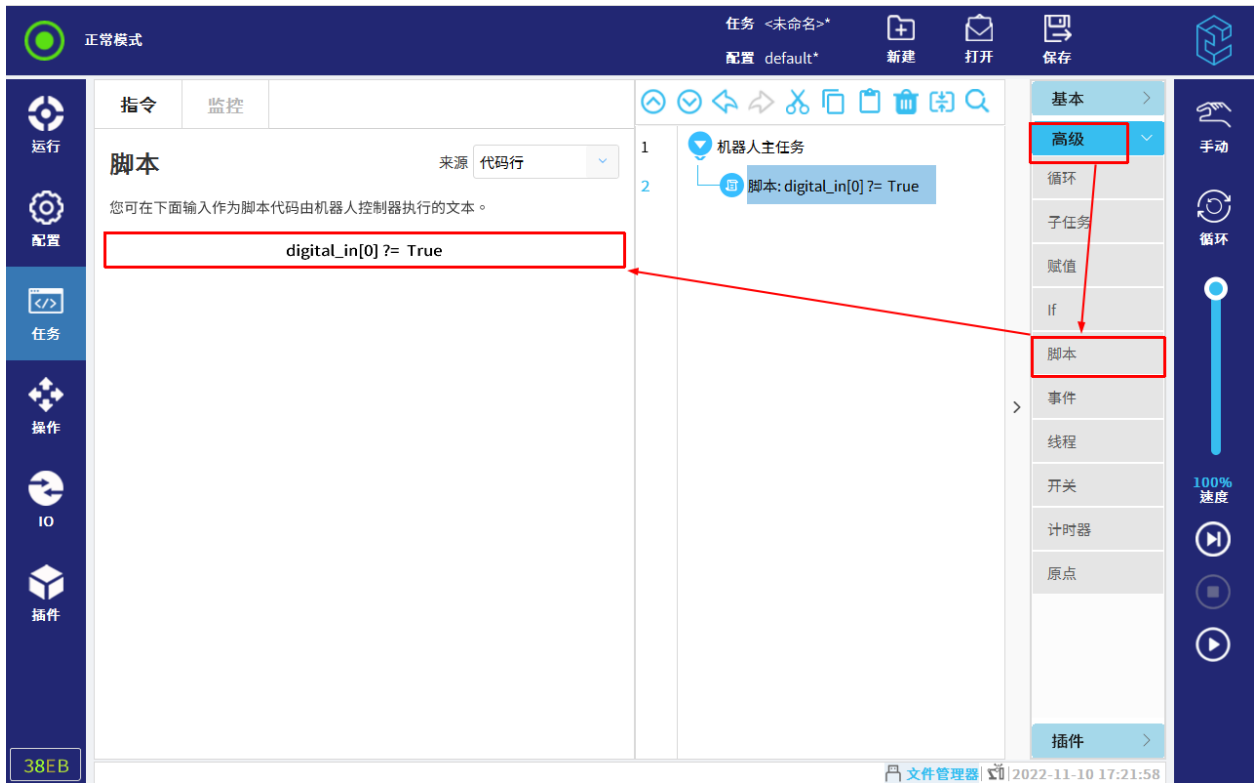 正常模式
任务 <未命名>*
配置 default*
新建
打开
保存
运行
配置
任务
操作
IO
插件
38EB
指令
监控
脚本
来源 代码行
您可在下面输入作为脚本代码由机器人控制器执行的文本。
digital_in[0] ?= True
1 机器人主任务
2 脚本: digital_in[0] ?= True
基本
高级
循环
子任务
赋值
If
脚本
事件
线程
开关
计时器
原点
插件
手动
循环
100%
速度
文件管理器
2022-11-10 17:21:58